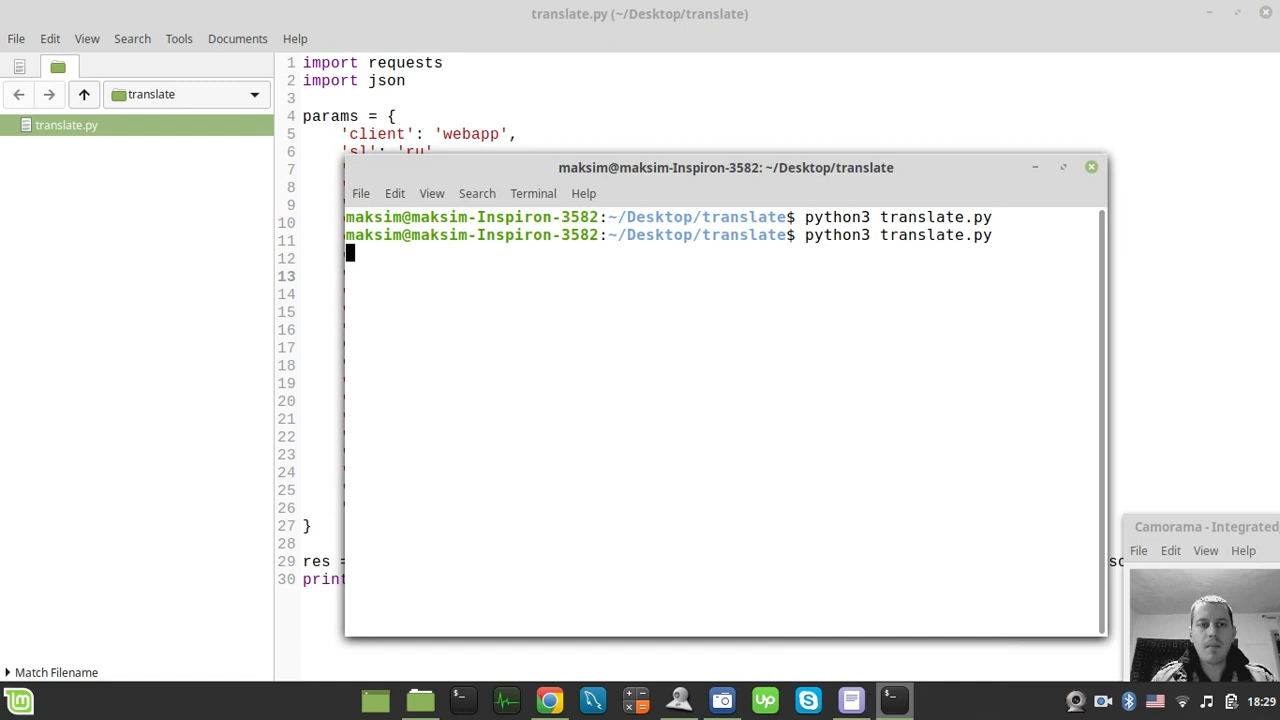 translate.py (~/Desktop/translate)
File Edit View Search Tools Documents Help
translate
translate.py
Match Filename
1 import requests
2 import json
3
4 params = {
5 'client': 'webapp',
6 'sl': 'ru'
7
8
9
10
11
12
13
14
15
16
17
18
19
20
21
22
23
24
25
26
27 }
28
29 res =
30 print
maksim@maksim-Inspiron-3582: ~/Desktop/translate
File Edit View Search Terminal Help
maksim@maksim-Inspiron-3582:~/Desktop/translate$ python3 translate.py
maksim@maksim-Inspiron-3582:~/Desktop/translate$ python3 translate.py
Camorama - Integrated
File Edit View Help
Up
18:29